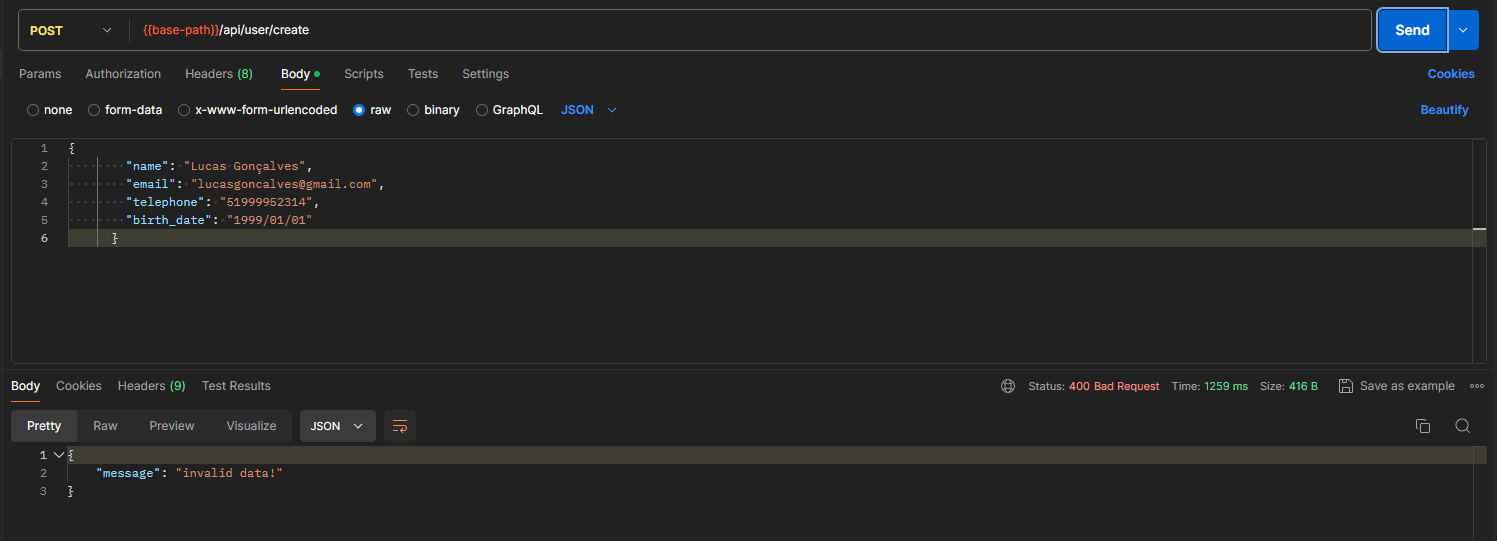 POST {{base-path}}/api/user/create Send
Params Authorization Headers (8) Body Scripts Tests Settings Cookies
none form-data x-www-form-urlencoded raw binary GraphQL JSON Beautify
1 {
2 "name": "Lucas Gonçalves",
3 "email": "lucasgoncalves@gmail.com",
4 "telephone": "51999952314",
5 "birth_date": "1999/01/01"
6 }
Body Cookies Headers (9) Test Results Status: 400 Bad Request Time: 1259 ms Size: 416 B Save as example
Pretty Raw Preview Visualize JSON
1 {
2 "message": "invalid data!"
3 }